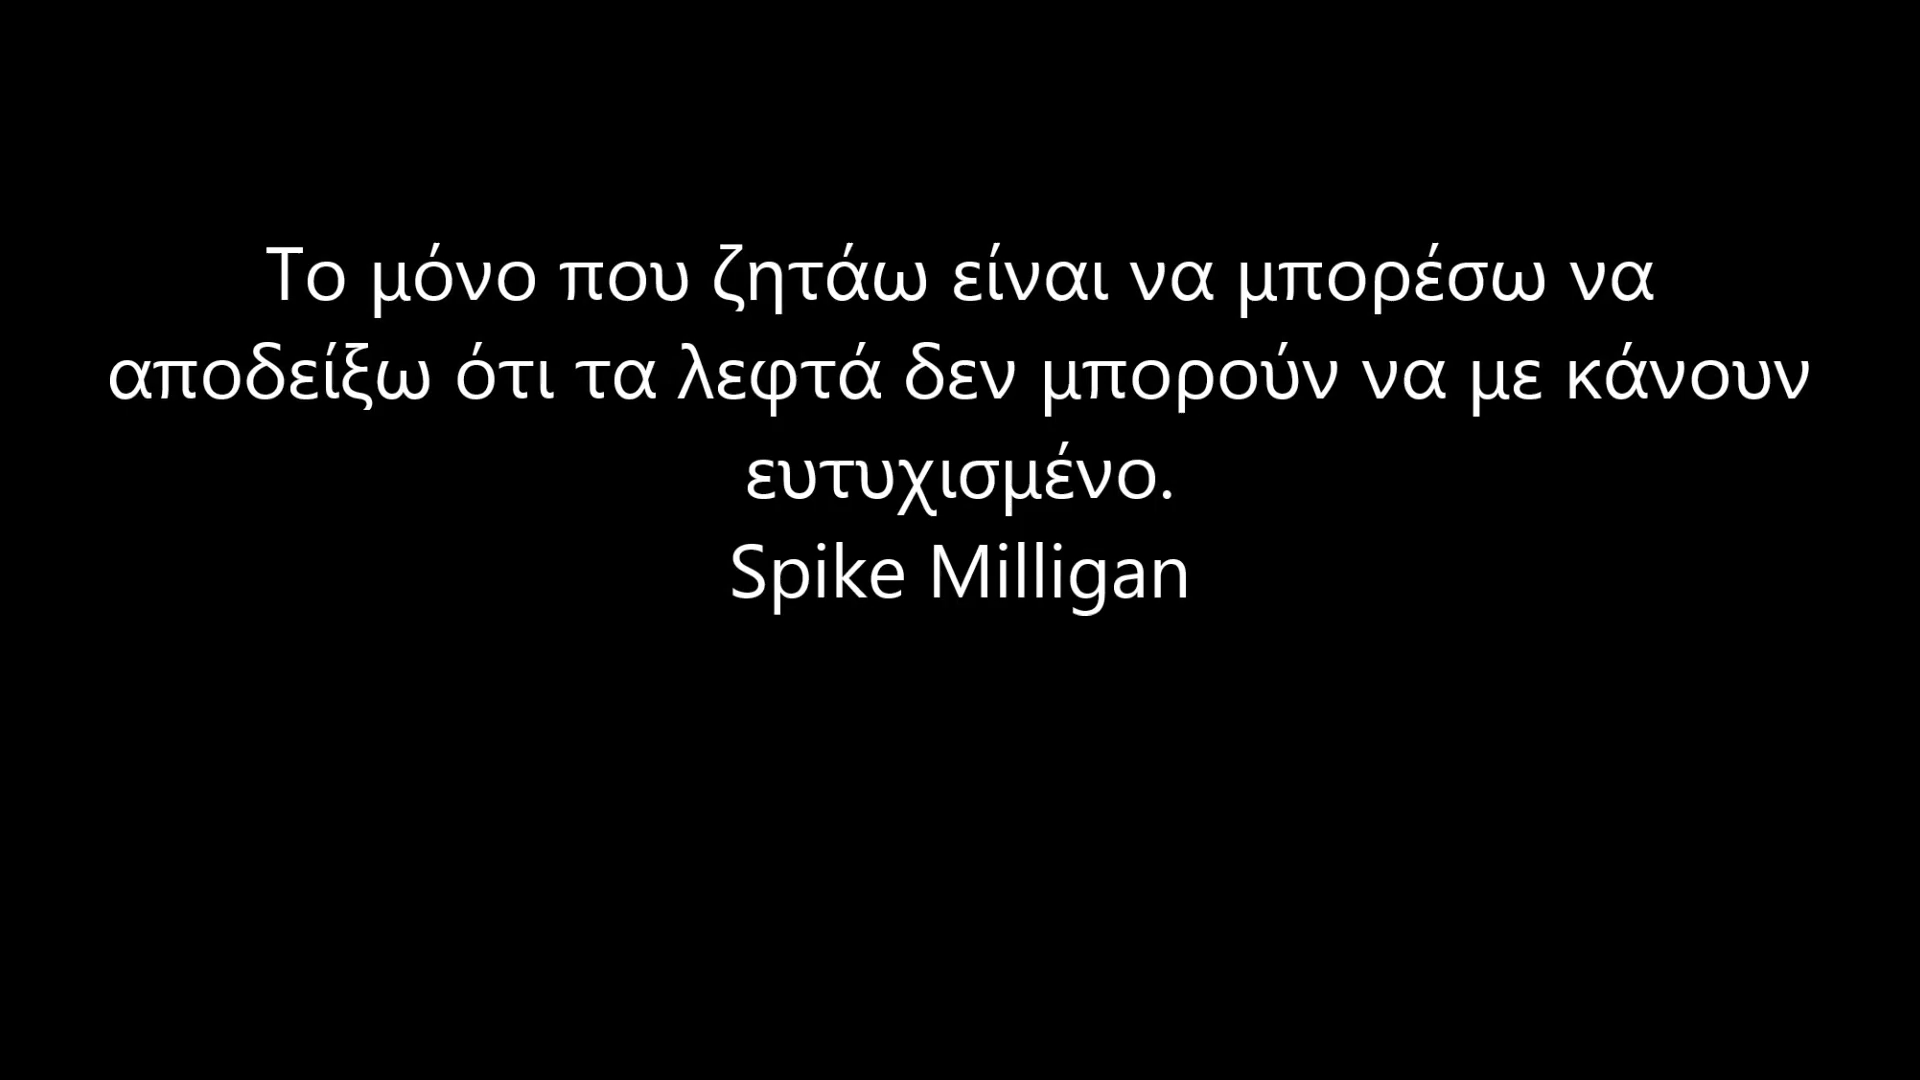 Το μόνο που ζητάω είναι να μπορέσω να
αποδείξω ότι τα λεφτά δεν μπορούν να με κάνουν
ευτυχισμένο.
Spike Milligan